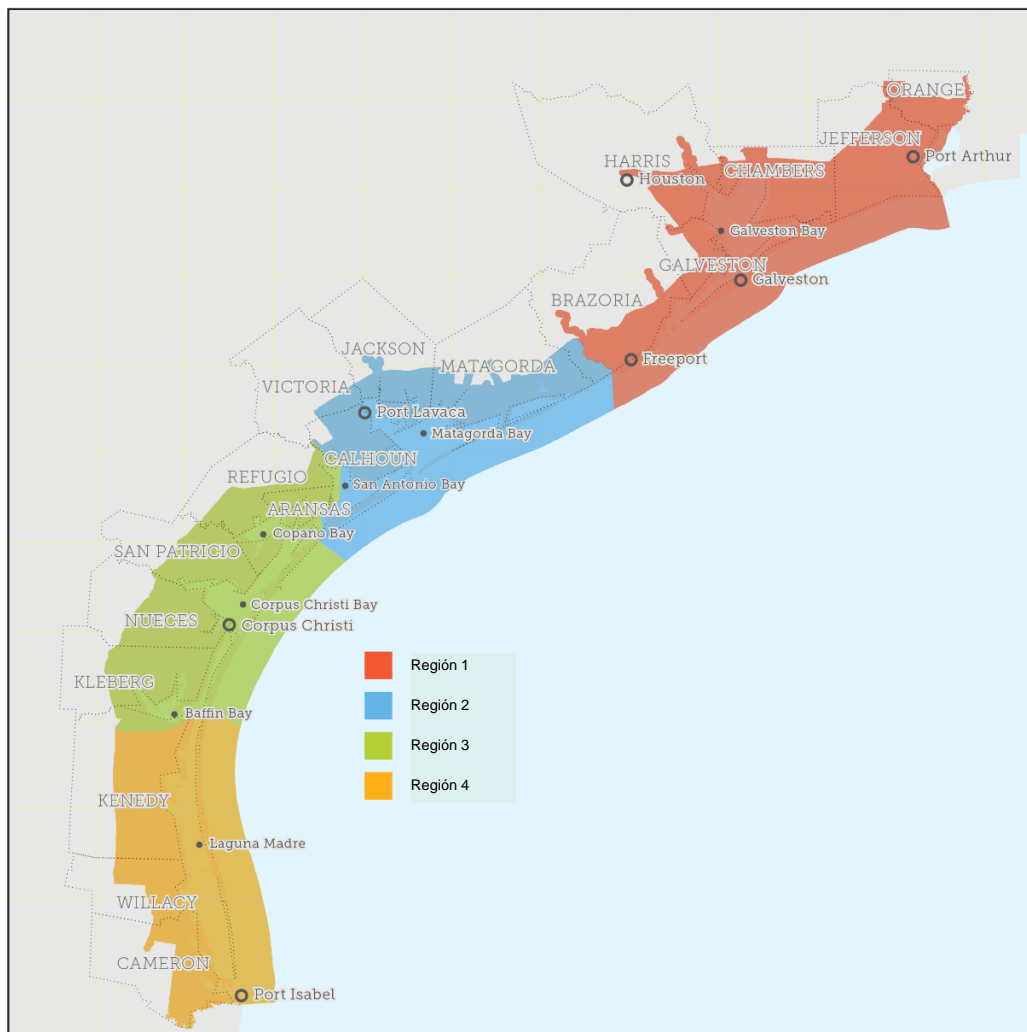 ORANGE
JEFFERSON
Port Arthur
HARRIS
Houston
CHAMBERS
Galveston Bay
GALVESTON
Galveston
BRAZORIA
Freeport
JACKSON
MATAGORDA
VICTORIA
Port Lavaca
Matagorda Bay
CALHOUN
REFUGIO
San Antonio Bay
ARANSAS
Copano Bay
SAN PATRICIO
Corpus Christi Bay
NUECES
Corpus Christi
KLEBERG
Baffin Bay
KENEDY
Laguna Madre
WILLACY
CAMERON
Port Isabel
Región 1
Región 2
Región 3
Región 4